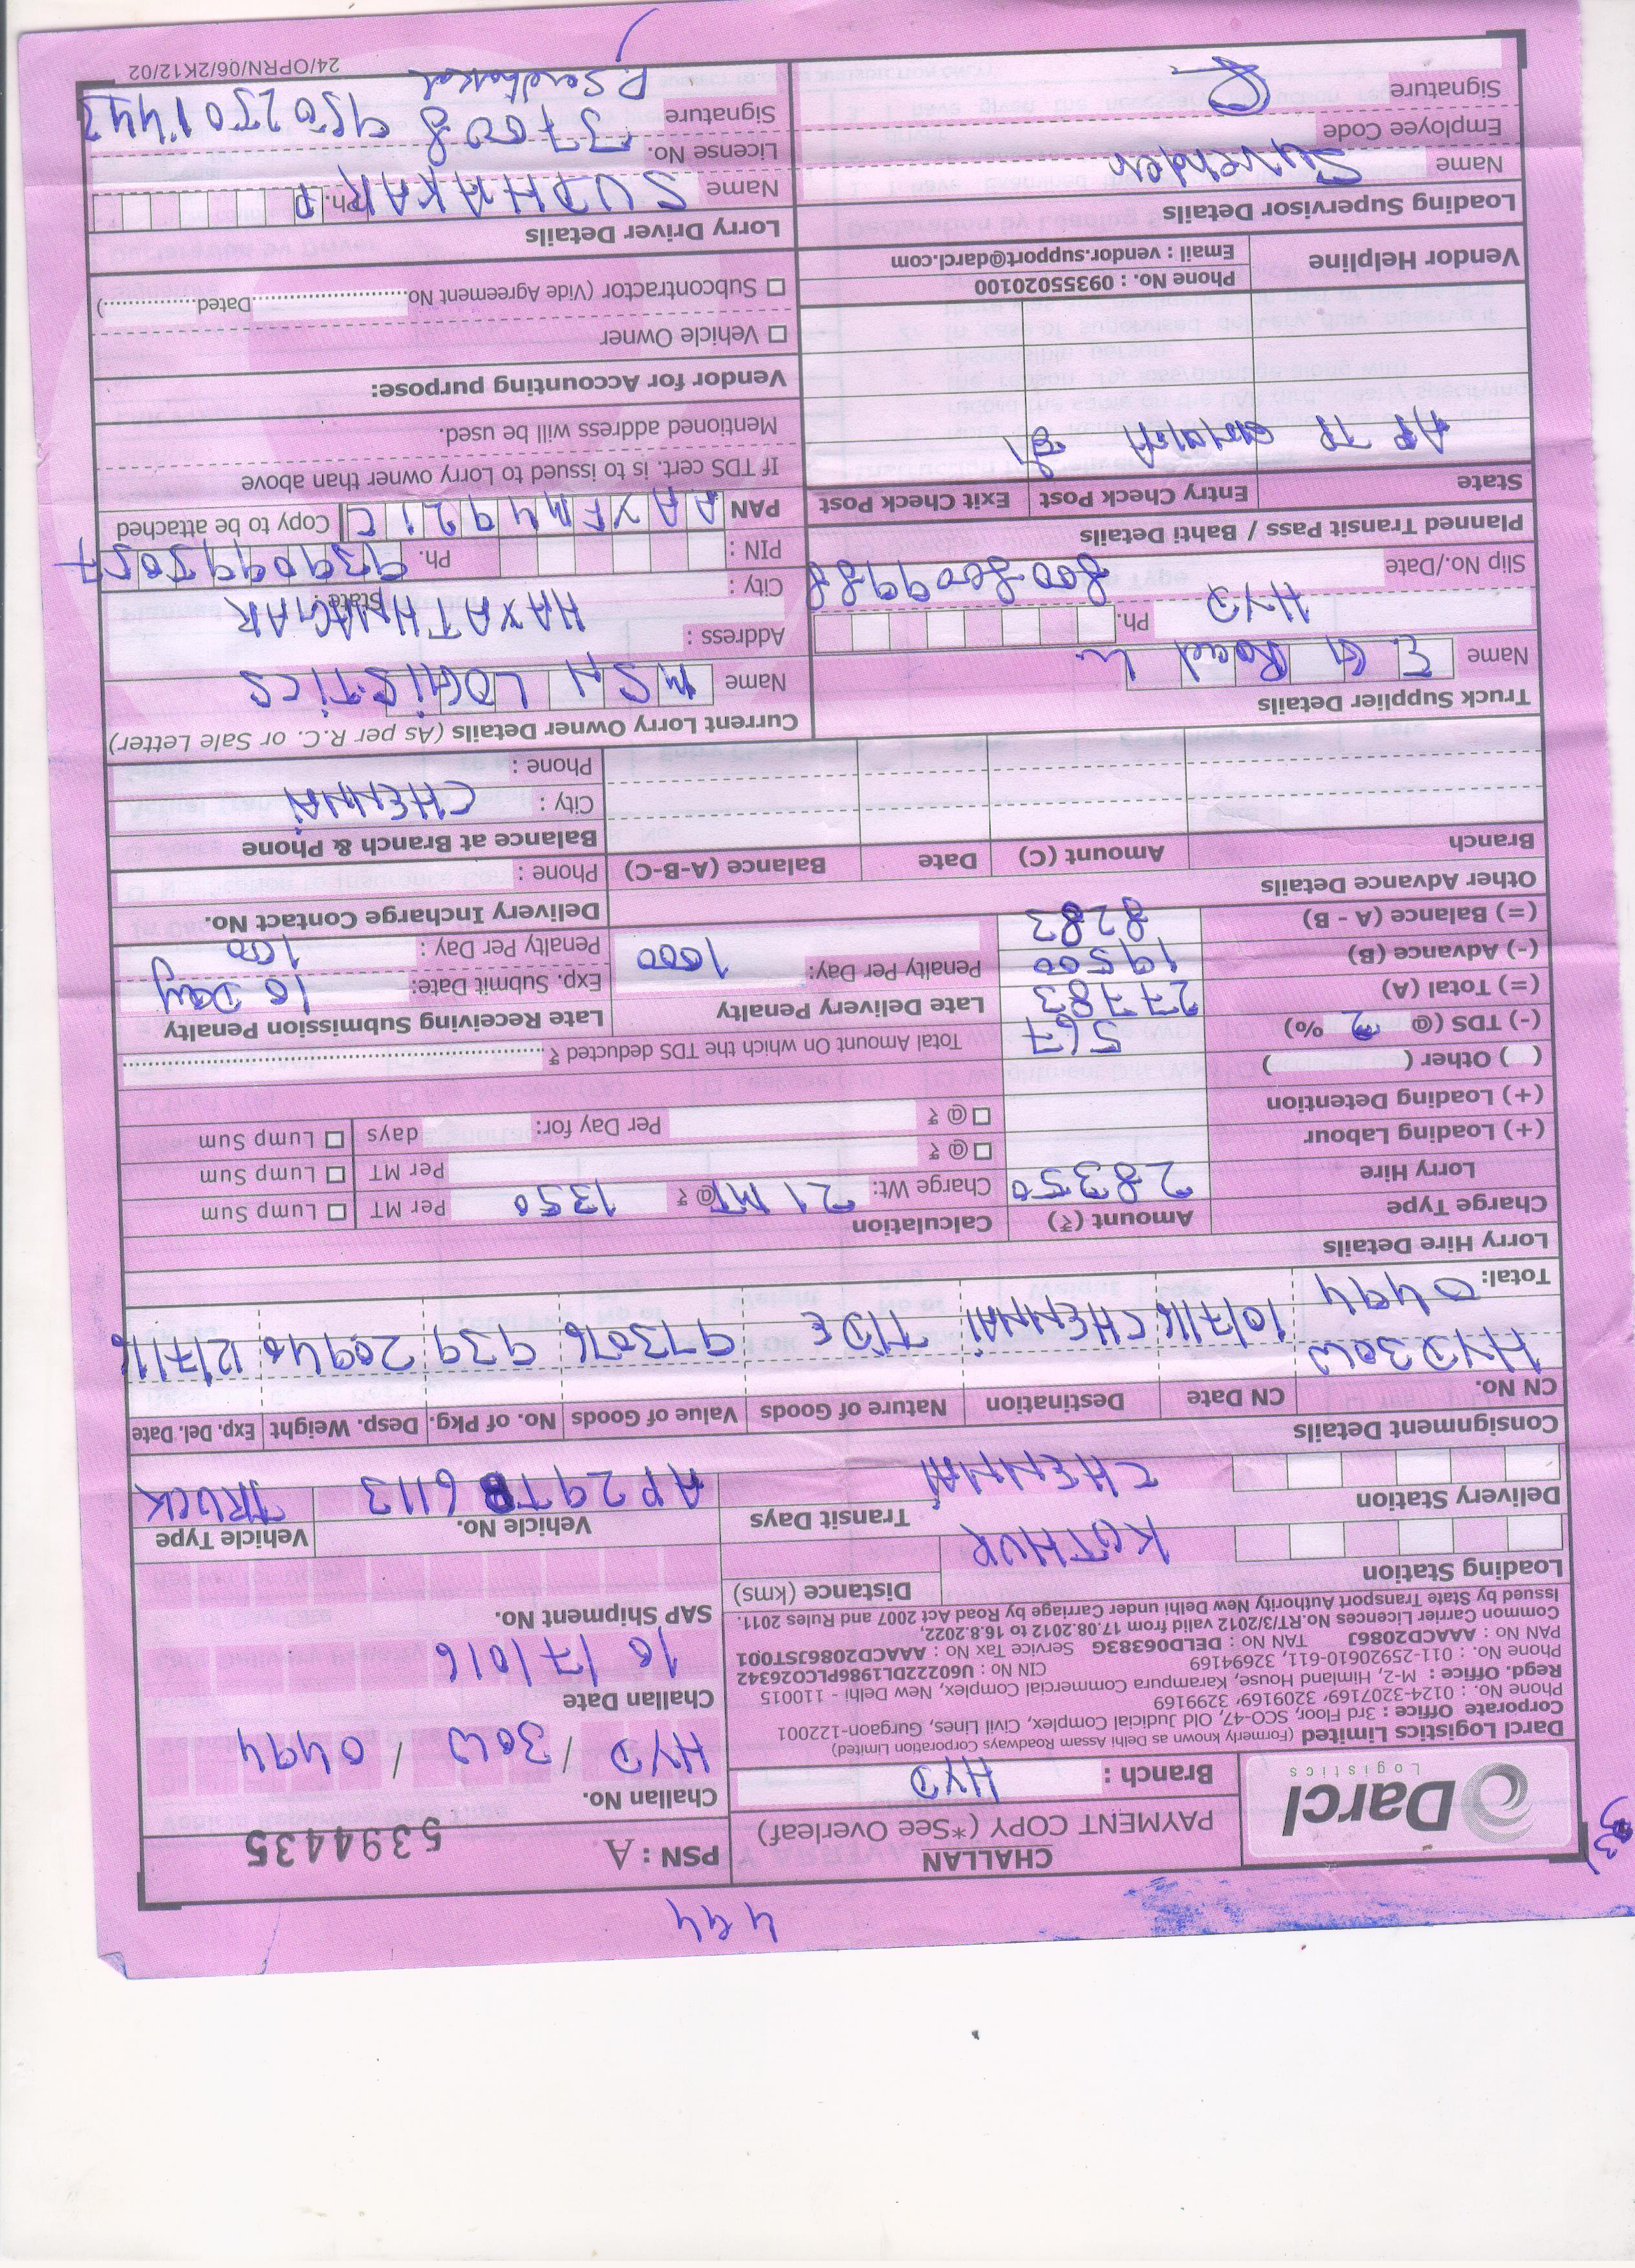 494
Darcl
Logistics
CHALLAN
PAYMENT COPY (*See Overleaf)
Branch : HYD
PSN : A 5394435
Challan No.
HYD / 30W / 0494
Challan Date
10/7/016
SAP Shipment No.
Darcl Logistics Limited (Formerly known as Delhi Assam Roadways Corporation Limited)
Corporate Office : 3rd Floor, SCO-47, Old Judicial Complex, Civil Lines, Gurgaon-122001
Phone No. : 0124-3207169, 3209169, 3299169
Regd. Office : M-2, Himland House, Karampura Commercial Complex, New Delhi - 110015
Phone No. : 011-25920610-611, 32694169 CIN No : U60222DL1986PLC026342
PAN No : AAACD2086J TAN No : DELD06383G Service Tax No : AAACD2086JST001
Common Carrier Licences No.RT/3/2012 valid from 17.08.2012 to 16.8.2022,
Issued by State Transport Authority New Delhi under Carriage by Road Act 2007 and Rules 2011.
Loading Station KOTHUR Distance (kms)
Delivery Station CHENNAI Transit Days
Vehicle No. Vehicle Type
AP29TB 6113 TRUCK
Consignment Details
CN No. CN Date Destination Nature of Goods Value of Goods No. of Pkg. Desp. Weight Exp. Del. Date
HYD30W 10/7/16 CHENNAI TIDE 973076 939 20940 12/7/16
0494
Total:
Lorry Hire Details
Charge Type Amount (₹) Calculation
Lorry Hire 28350 Charge Wt: 21 MT @ ₹ 1350 Per MT Lump Sum
(+) Loading Labour @ ₹ Per MT Lump Sum
(+) Loading Detention @ ₹ Per Day for: days Lump Sum
( ) Other ( )
(-) TDS (@ 2 %) 567 Total Amount On which the TDS deducted ₹
(=) Total (A) 27783 Late Delivery Penalty Late Receiving Submission Penalty
(-) Advance (B) 19500 Penalty Per Day: 1000 Exp. Submit Date: 10 Day
(=) Balance (A - B) 8283 Penalty Per Day : 100
Other Advance Details Delivery Incharge Contact No.
Phone :
Branch Amount (C) Date Balance (A-B-C) Balance at Branch & Phone
City : CHENNAI
Phone :
Truck Supplier Details
Name
HYD Ph. 8008009988
Slip No./Date
Current Lorry Owner Details (As per R.C. or Sale Letter)
Name MSN LOGISTICS
Address : HAYATHNAGAR
City : State :
PIN : Ph. 9390995057
PAN AAYFM4921C Copy to be attached
Planned Transit Pass / Bahti Details
State Entry Check Post Exit Check Post
AP TP
If TDS cert. is to issued to Lorry owner than above
Mentioned address will be used.
Vendor for Accounting purpose:
Vehicle Owner
Subcontractor (Vide Agreement No. Dated )
Vendor Helpline Phone No. : 09355020100
Email : vendor.support@darcl.com
Loading Supervisor Details
Name Surender
Employee Code
Signature
Lorry Driver Details
Name SUDHAKAR P Ph.
License No. 37008 9502501443
Signature P. Sudhakar
24/OPRN/06/2K12/02